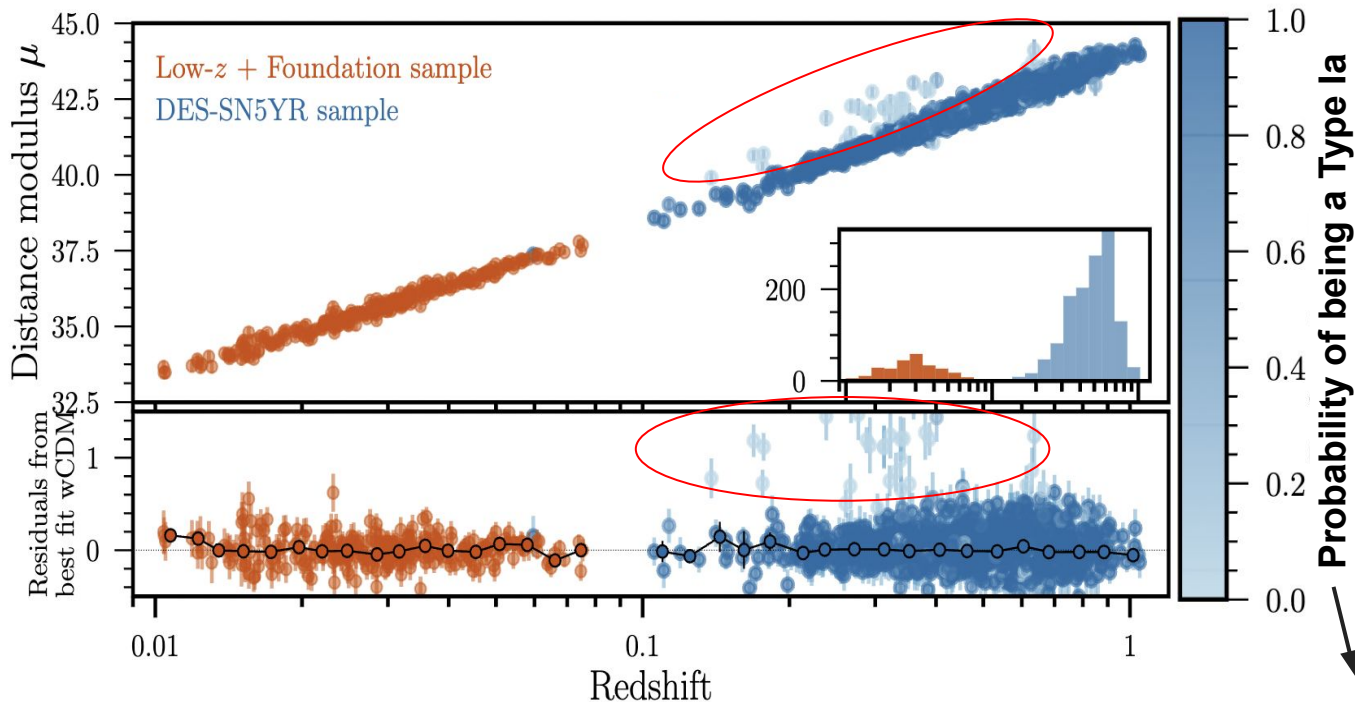 Distance modulus μ
45.0
42.5
40.0
37.5
35.0
32.5
Low-z + Foundation sample
DES-SN5YR sample
200
0
Residuals from
best fit wCDM
1
0
0.01
0.1
1
Redshift
1.0
0.8
0.6
0.4
0.2
0.0
Probability of being a Type Ia